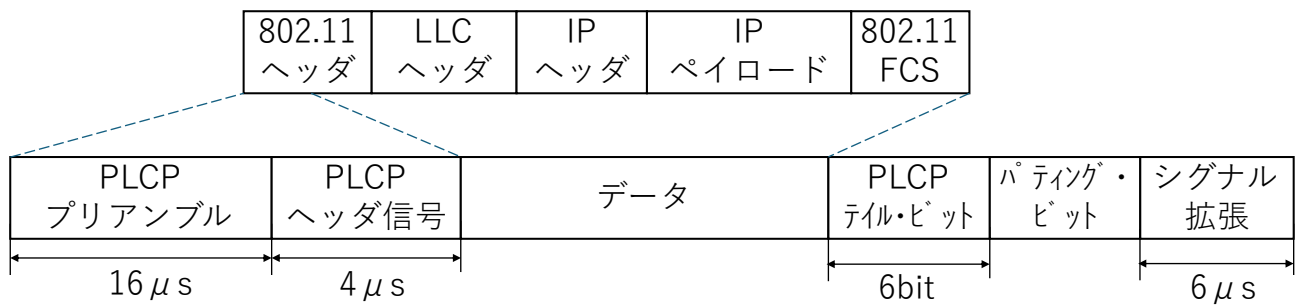 802.11
ヘッダ
LLC
ヘッダ
IP
ヘッダ
IP
ペイロード
802.11
FCS
PLCP
プリアンブル
PLCP
ヘッダ信号
データ
PLCP
テイル・ビット
パティング・
ビット
シグナル
拡張
16μs
4μs
6bit
6μs